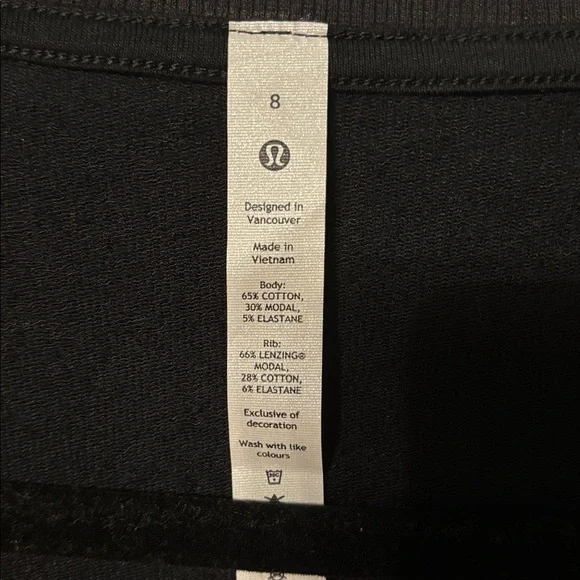 8
Designed in
Vancouver
Made in
Vietnam
Body:
65% COTTON,
30% MODAL,
5% ELASTANE
Rib:
66% LENZING®
MODAL,
28% COTTON,
6% ELASTANE
Exclusive of
decoration
Wash with like
colours